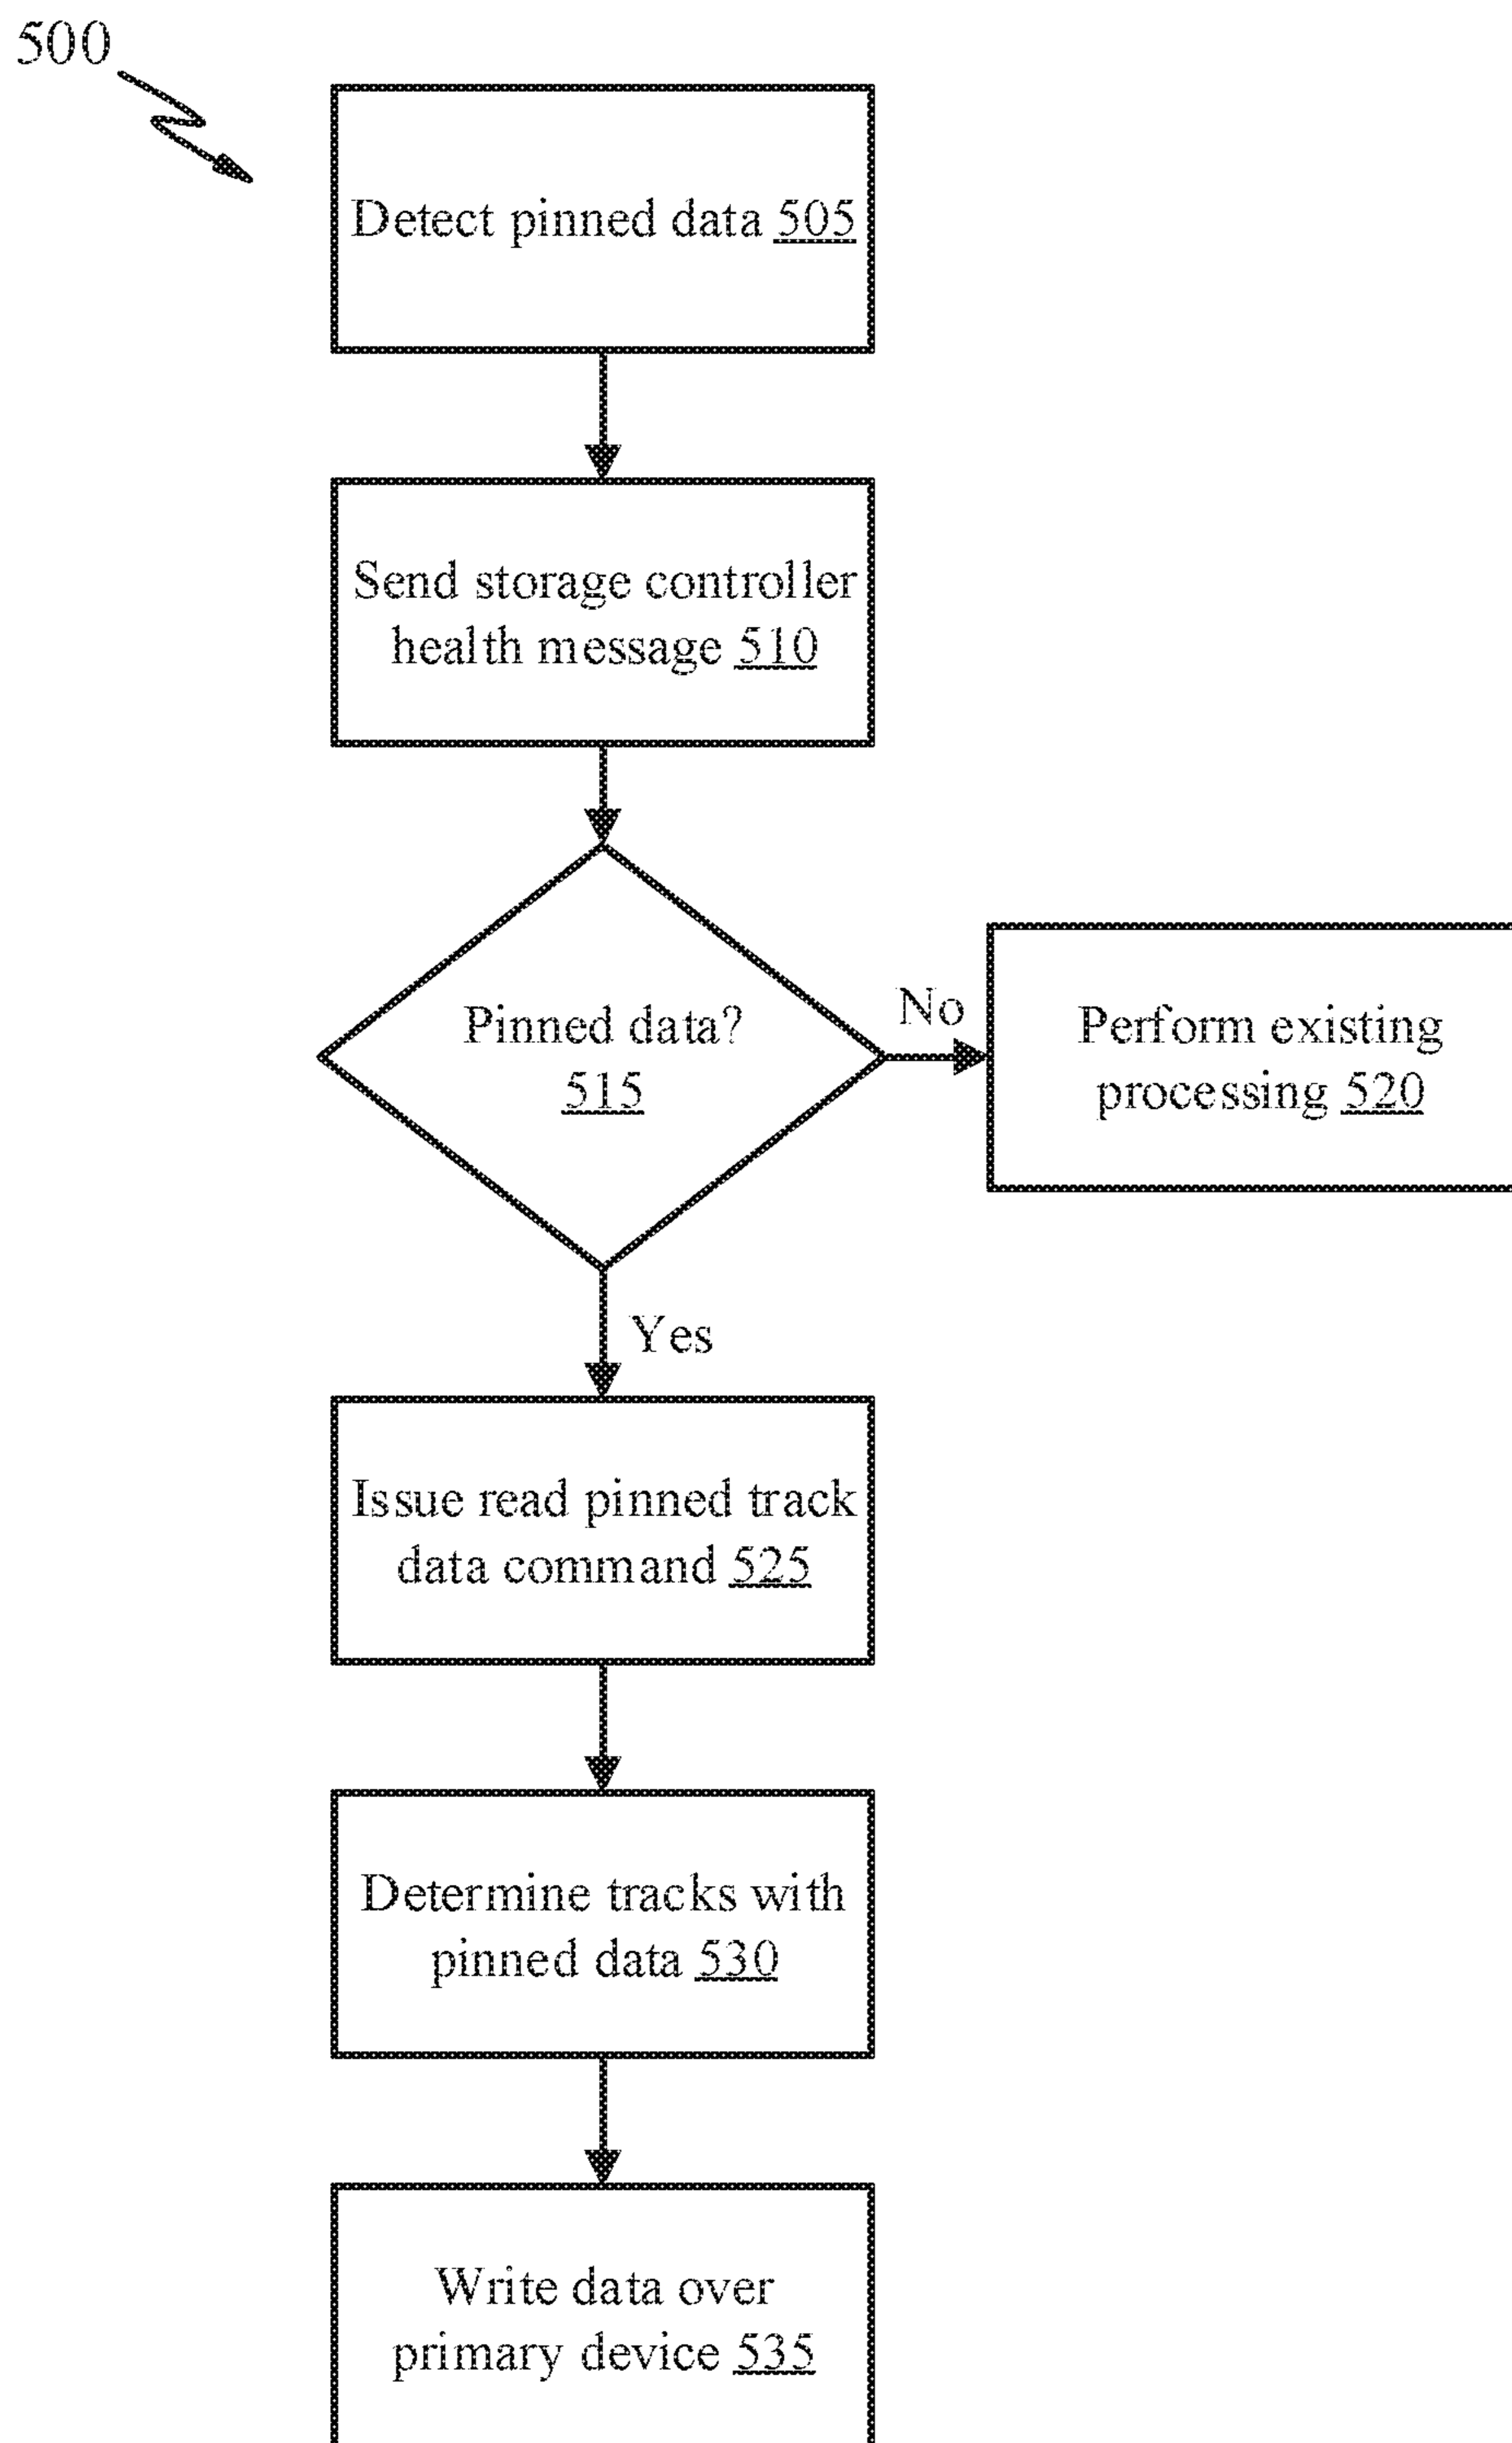 500
Detect pinned data 505
Send storage controller
health message 510
Pinned data?
515
No
Perform existing
processing 520
Yes
Issue read pinned track
data command 525
Determine tracks with
pinned data 530
Write data over
primary device 535